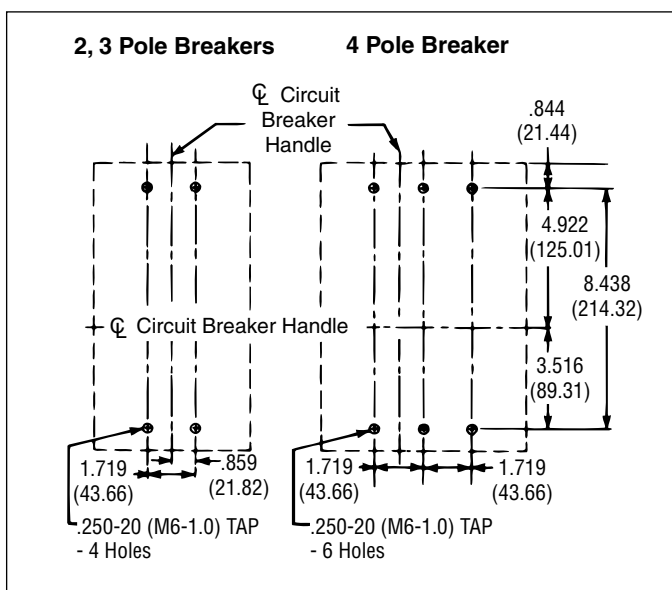 2, 3 Pole Breakers
4 Pole Breaker
℄ Circuit
Breaker
Handle
.844
(21.44)
4.922
(125.01)
8.438
(214.32)
℄ Circuit Breaker Handle
3.516
(89.31)
1.719
(43.66)
.859
(21.82)
1.719
(43.66)
1.719
(43.66)
.250-20 (M6-1.0) TAP
- 4 Holes
.250-20 (M6-1.0) TAP
- 6 Holes